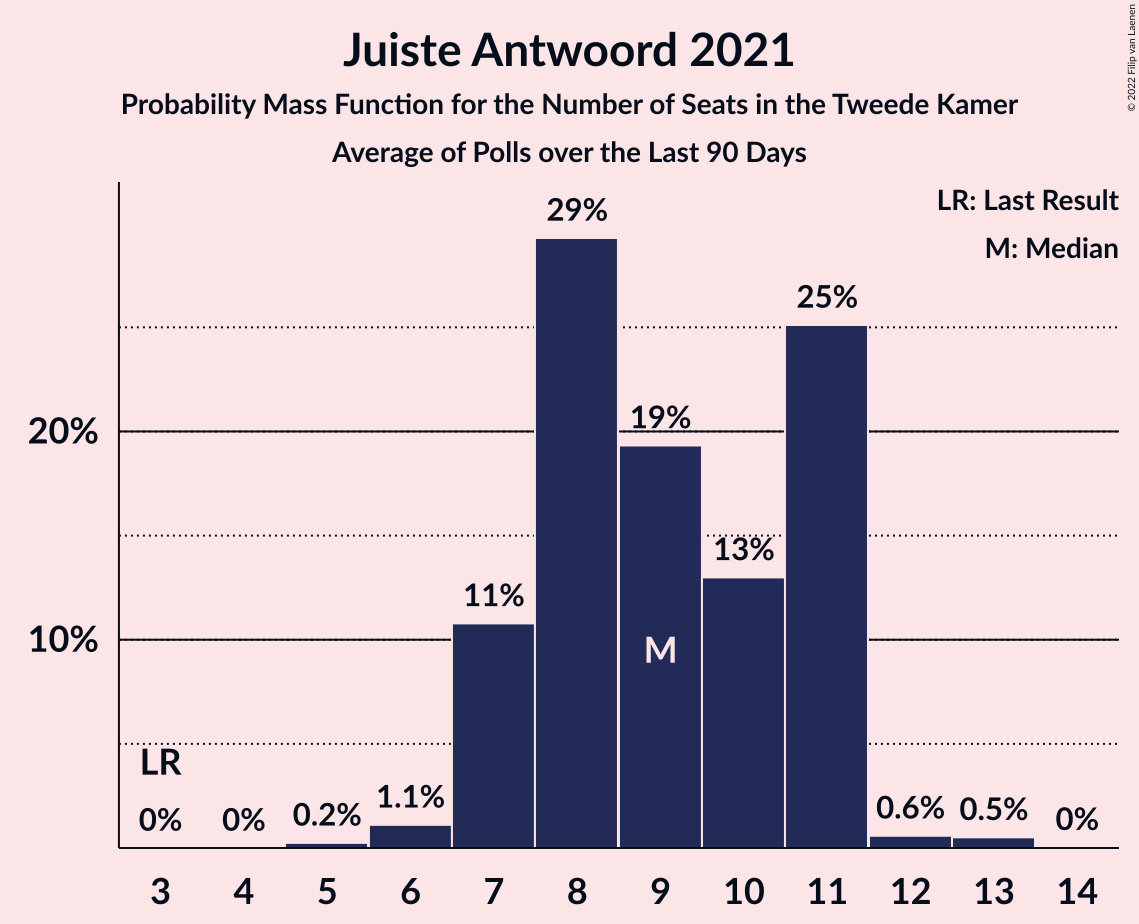 Juiste Antwoord 2021
Probability Mass Function for the Number of Seats in the Tweede Kamer
Average of Polls over the Last 90 Days
© 2022 Filip van Laenen
LR: Last Result
M: Median
29%
25%
20%
19%
13%
11%
10%
M
LR
0%
0%
0.2%
1.1%
0.6%
0.5%
0%
3 4 5 6 7 8 9 10 11 12 13 14